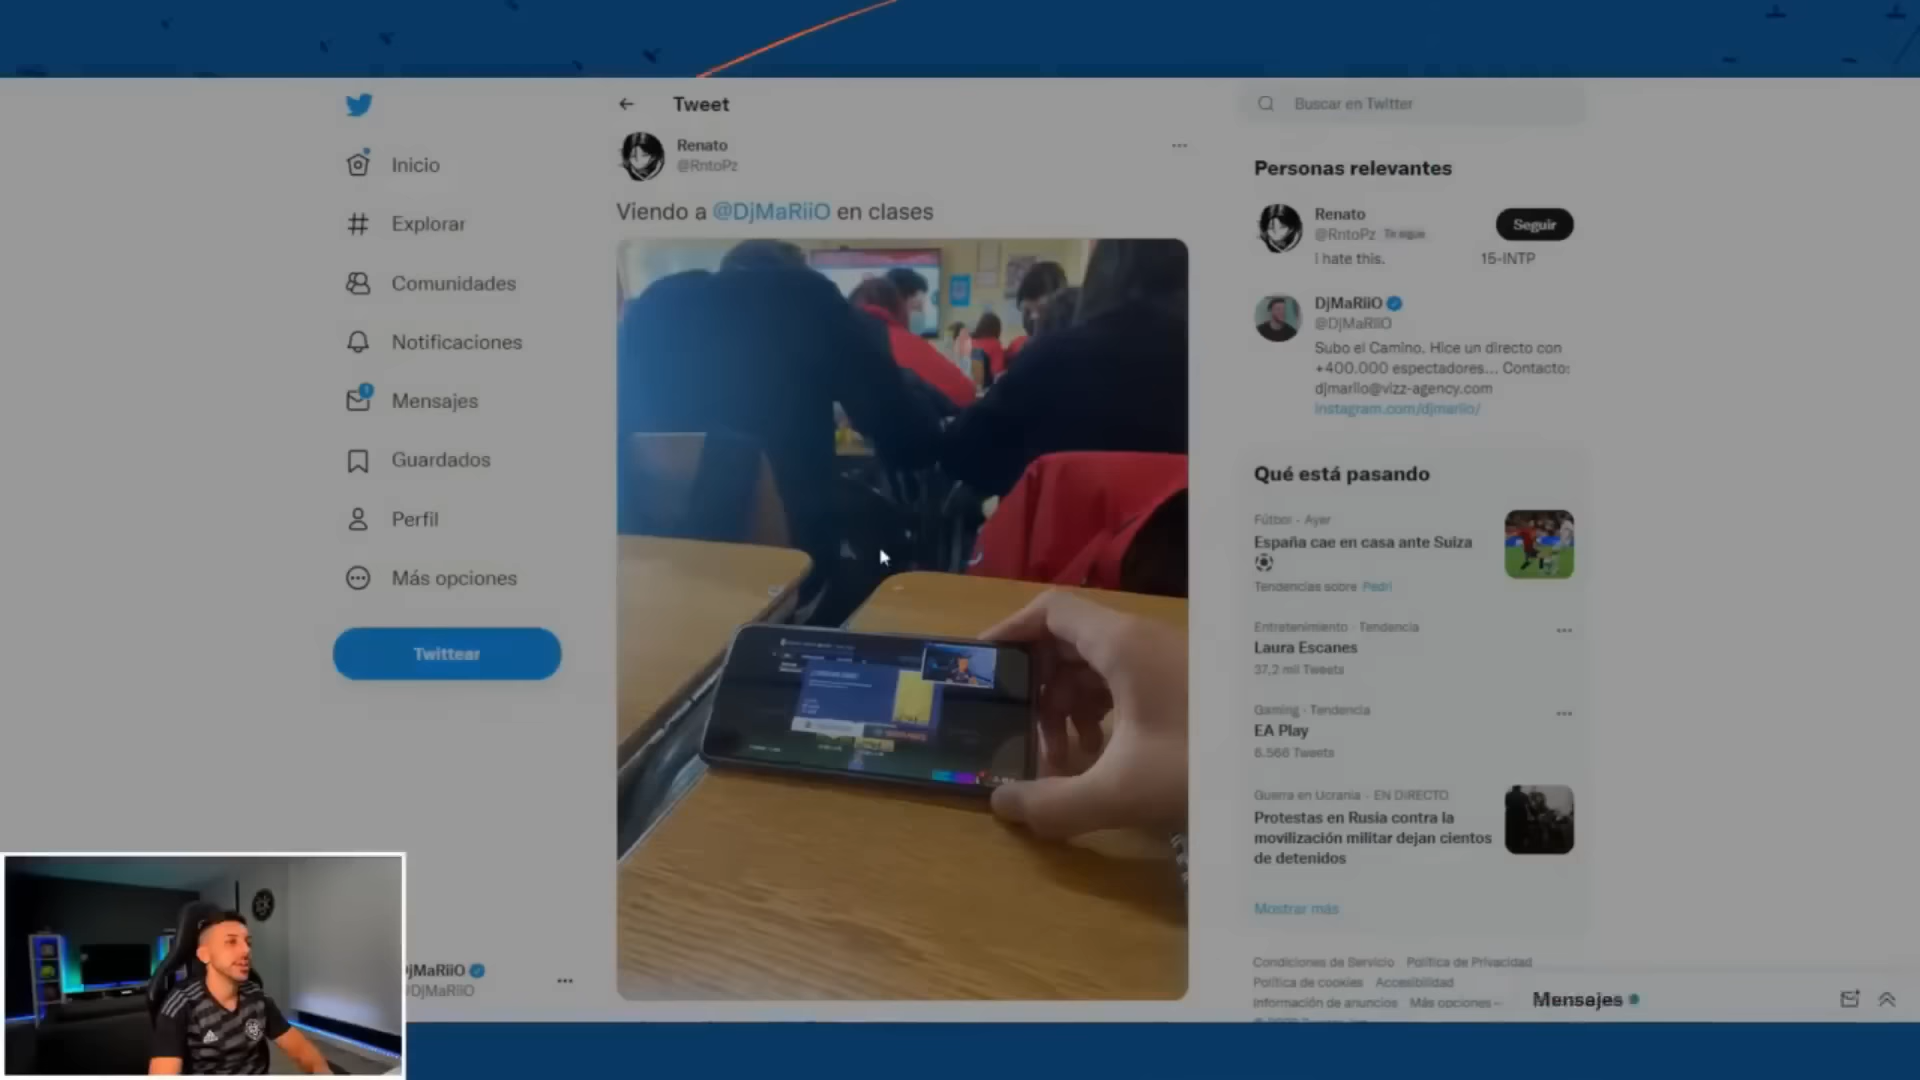 Tweet
Buscar en Twitter
Renato
@RntoPz
Viendo a @DjMaRiiO en clases
Inicio
Explorar
Comunidades
Notificaciones
1
Mensajes
Guardados
Perfil
Más opciones
Twittear
DjMaRiiO
DjMaRiiO
Personas relevantes
Renato
@RntoPz Te sigue
Seguir
i hate this. 15-INTP
DjMaRiiO
@DjMaRiiO
Subo el Camino. Hice un directo con
+400.000 espectadores... Contacto:
djmariio@vizz-agency.com
instagram.com/djmariio/
Qué está pasando
Fútbol · Ayer
España cae en casa ante Suiza
Tendencias sobre Pedri
Entretenimiento · Tendencia
Laura Escanes
37,2 mil Tweets
Gaming · Tendencia
EA Play
6.566 Tweets
Guerra en Ucrania · EN DIRECTO
Protestas en Rusia contra la
movilización militar dejan cientos
de detenidos
Mostrar más
Condiciones de Servicio Política de Privacidad
Política de cookies Accesibilidad
Información de anuncios Más opciones
Mensajes